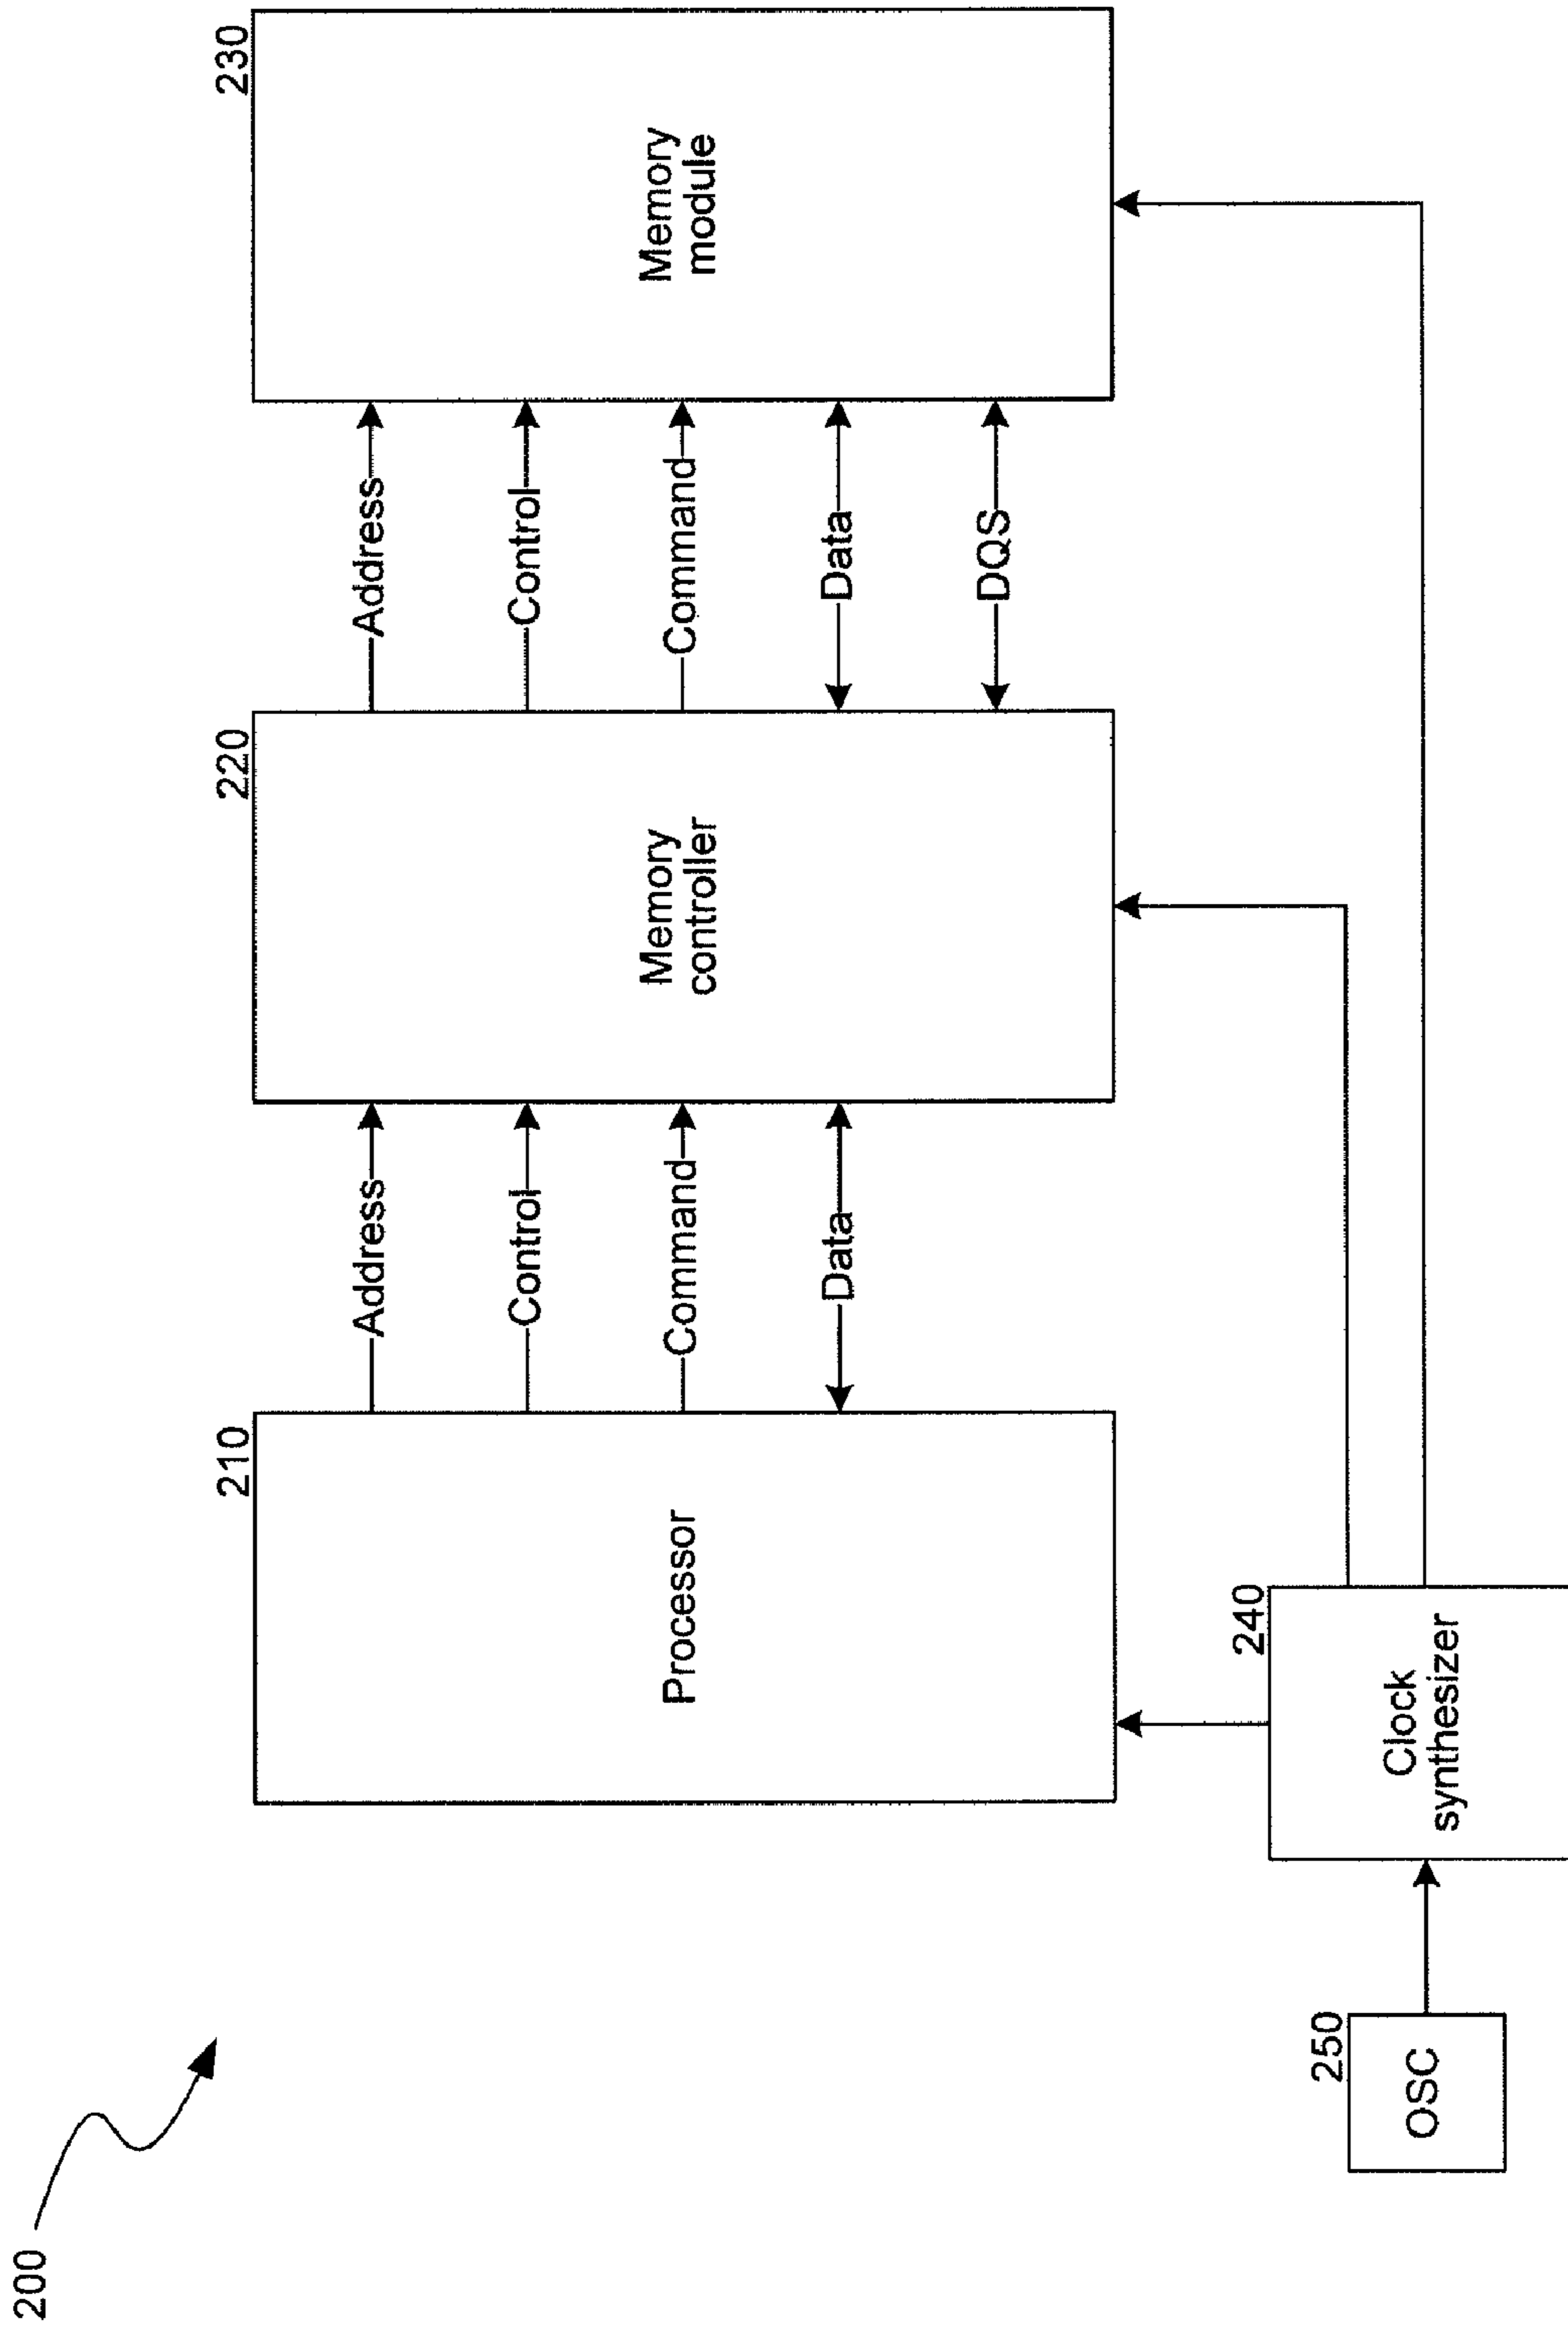 200
210
Processor
Address
Control
Command
Data
220
Memory
controller
Address
Control
Command
Data
DQS
230
Memory
module
250
OSC
240
Clock
synthesizer